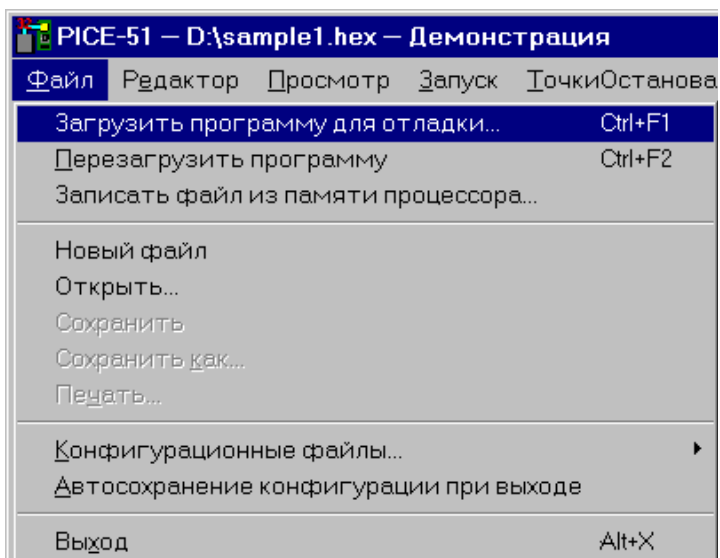 PICE-51 – D:\sample1.hex – Демонстрация
Файл Редактор Просмотр Запуск ТочкиОстанова
Загрузить программу для отладки... Ctrl+F1
Перезагрузить программу Ctrl+F2
Записать файл из памяти процессора...
Новый файл
Открыть...
Сохранить
Сохранить как...
Печать...
Конфигурационные файлы...
Автосохранение конфигурации при выходе
Выход Alt+X